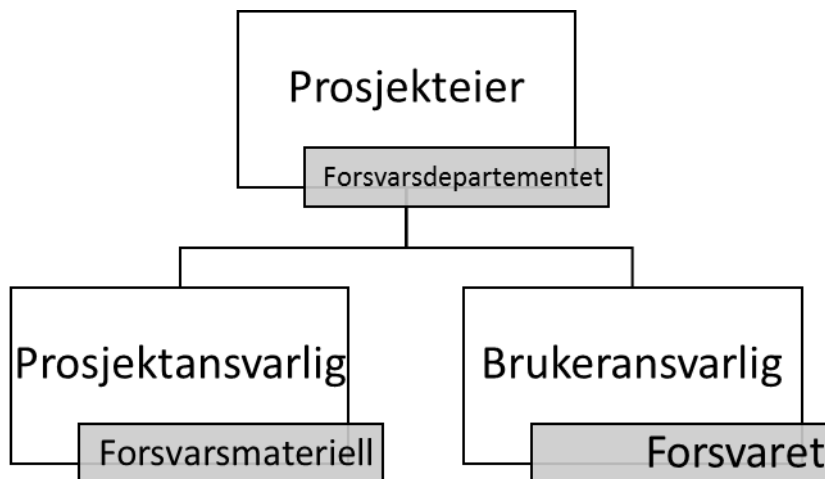 Prosjekteier
Forsvarsdepartementet
Prosjektansvarlig
Forsvarsmateriell
Brukeransvarlig
Forsvaret